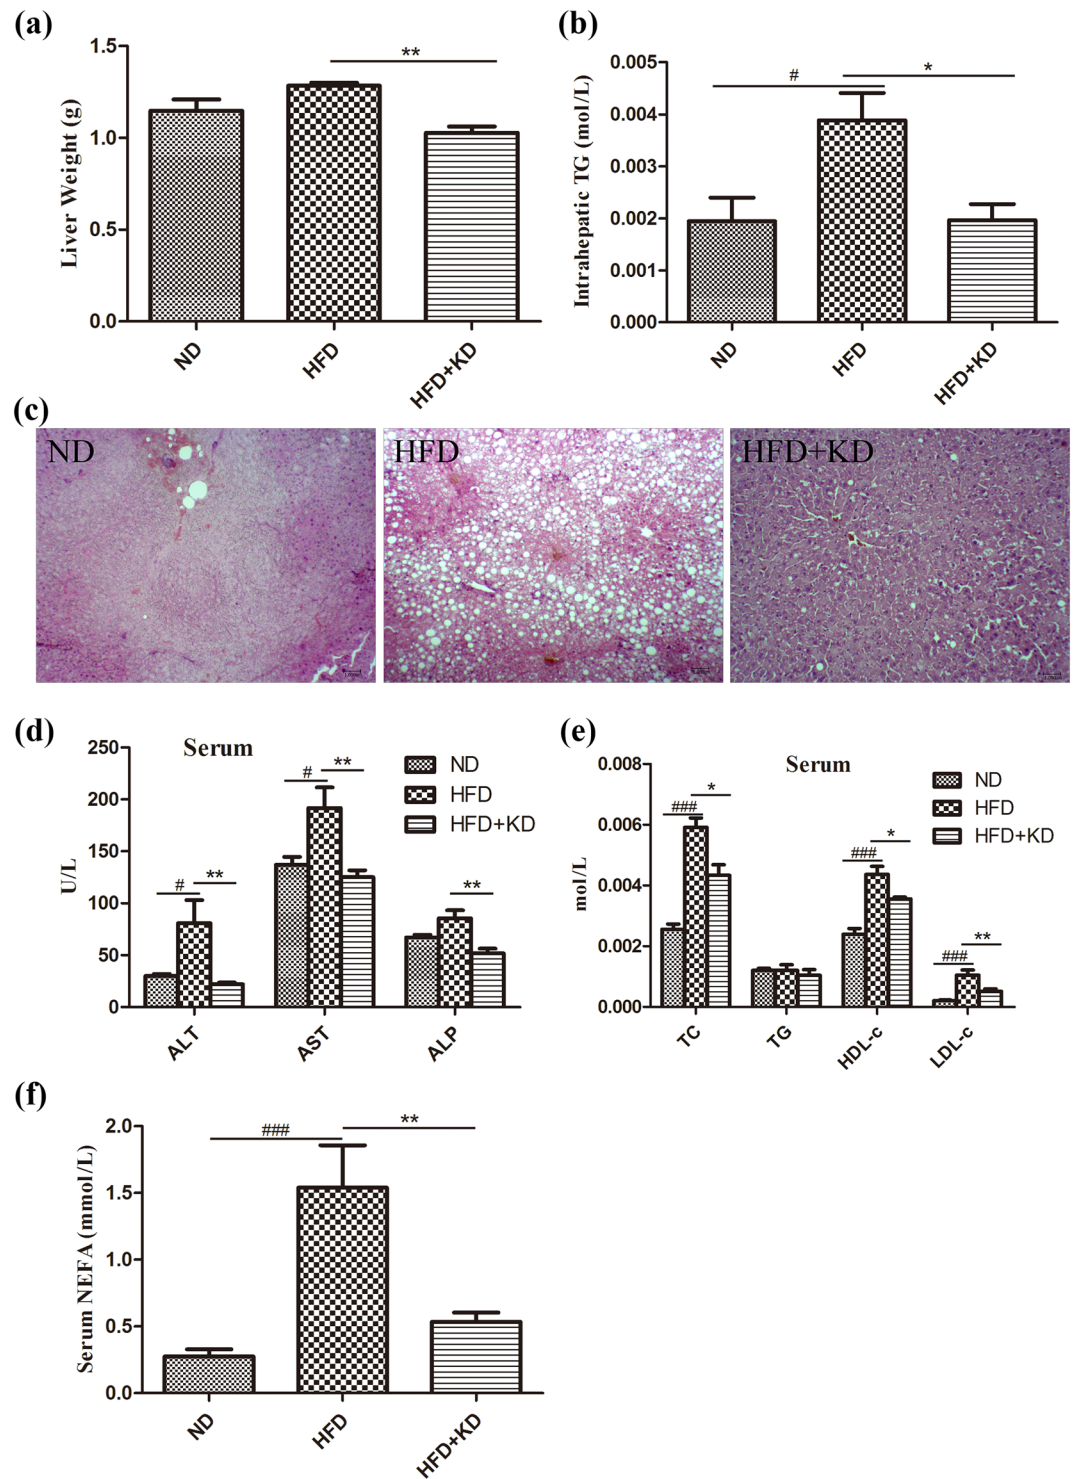 (a)
Liver Weight (g)
1.5
1.0
0.5
0.0
**
ND
HFD
HFD+KD
(b)
Intrahepatic TG (mol/L)
0.005
0.004
0.003
0.002
0.001
0.000
#
*
ND
HFD
HFD+KD
(c)
ND
HFD
HFD+KD
(d)
Serum
U/L
250
200
150
100
50
0
#
**
#
**
**
ND
HFD
HFD+KD
ALT
AST
ALP
(e)
Serum
mol/L
0.008
0.006
0.004
0.002
0.000
###
*
###
*
###
**
ND
HFD
HFD+KD
TC
TG
HDL-c
LDL-c
(f)
Serum NEFA (mmol/L)
2.0
1.5
1.0
0.5
0.0
###
**
ND
HFD
HFD+KD